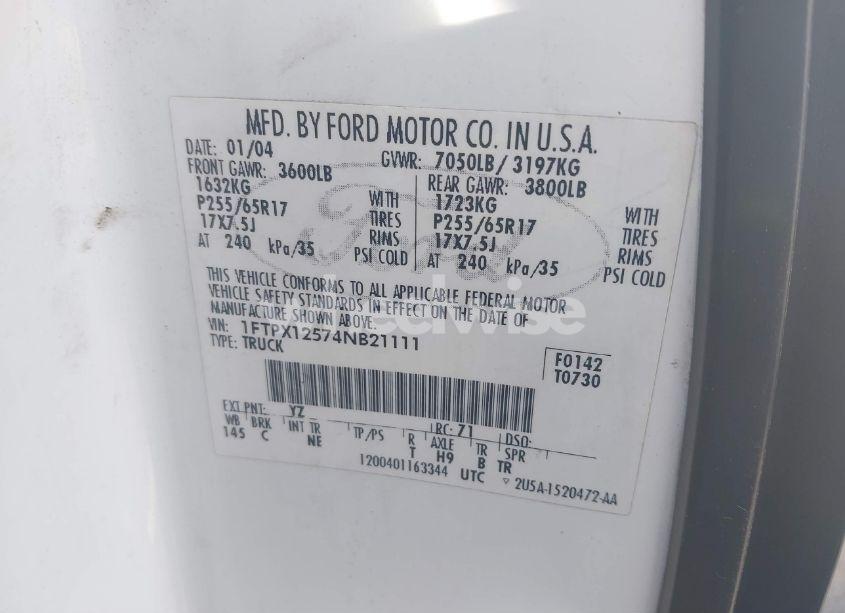 MFD. BY FORD MOTOR CO. IN U.S.A.
DATE: 01/04 GVWR: 7050LB/ 3197KG
FRONT GAWR: 3600LB REAR GAWR: 3800LB
1632KG WITH 1723KG WITH
P255/65R17 TIRES P255/65R17 TIRES
17X7.5J RIMS 17X7.5J RIMS
AT 240 kPa/35 PSI COLD AT 240 kPa/35 PSI COLD
THIS VEHICLE CONFORMS TO ALL APPLICABLE FEDERAL MOTOR
VEHICLE SAFETY STANDARDS IN EFFECT ON THE DATE OF
MANUFACTURE SHOWN ABOVE.
VIN: 1FTPX12574NB21111
TYPE: TRUCK
F0142
T0730
EXT PNT: YZ RC: 71 DSO:
WB BRK INT TR TP/PS R AXLE TR SPR
145 C NE T H9 B TR
1200401163344 UTC 2U5A-1520472-AA
Ford